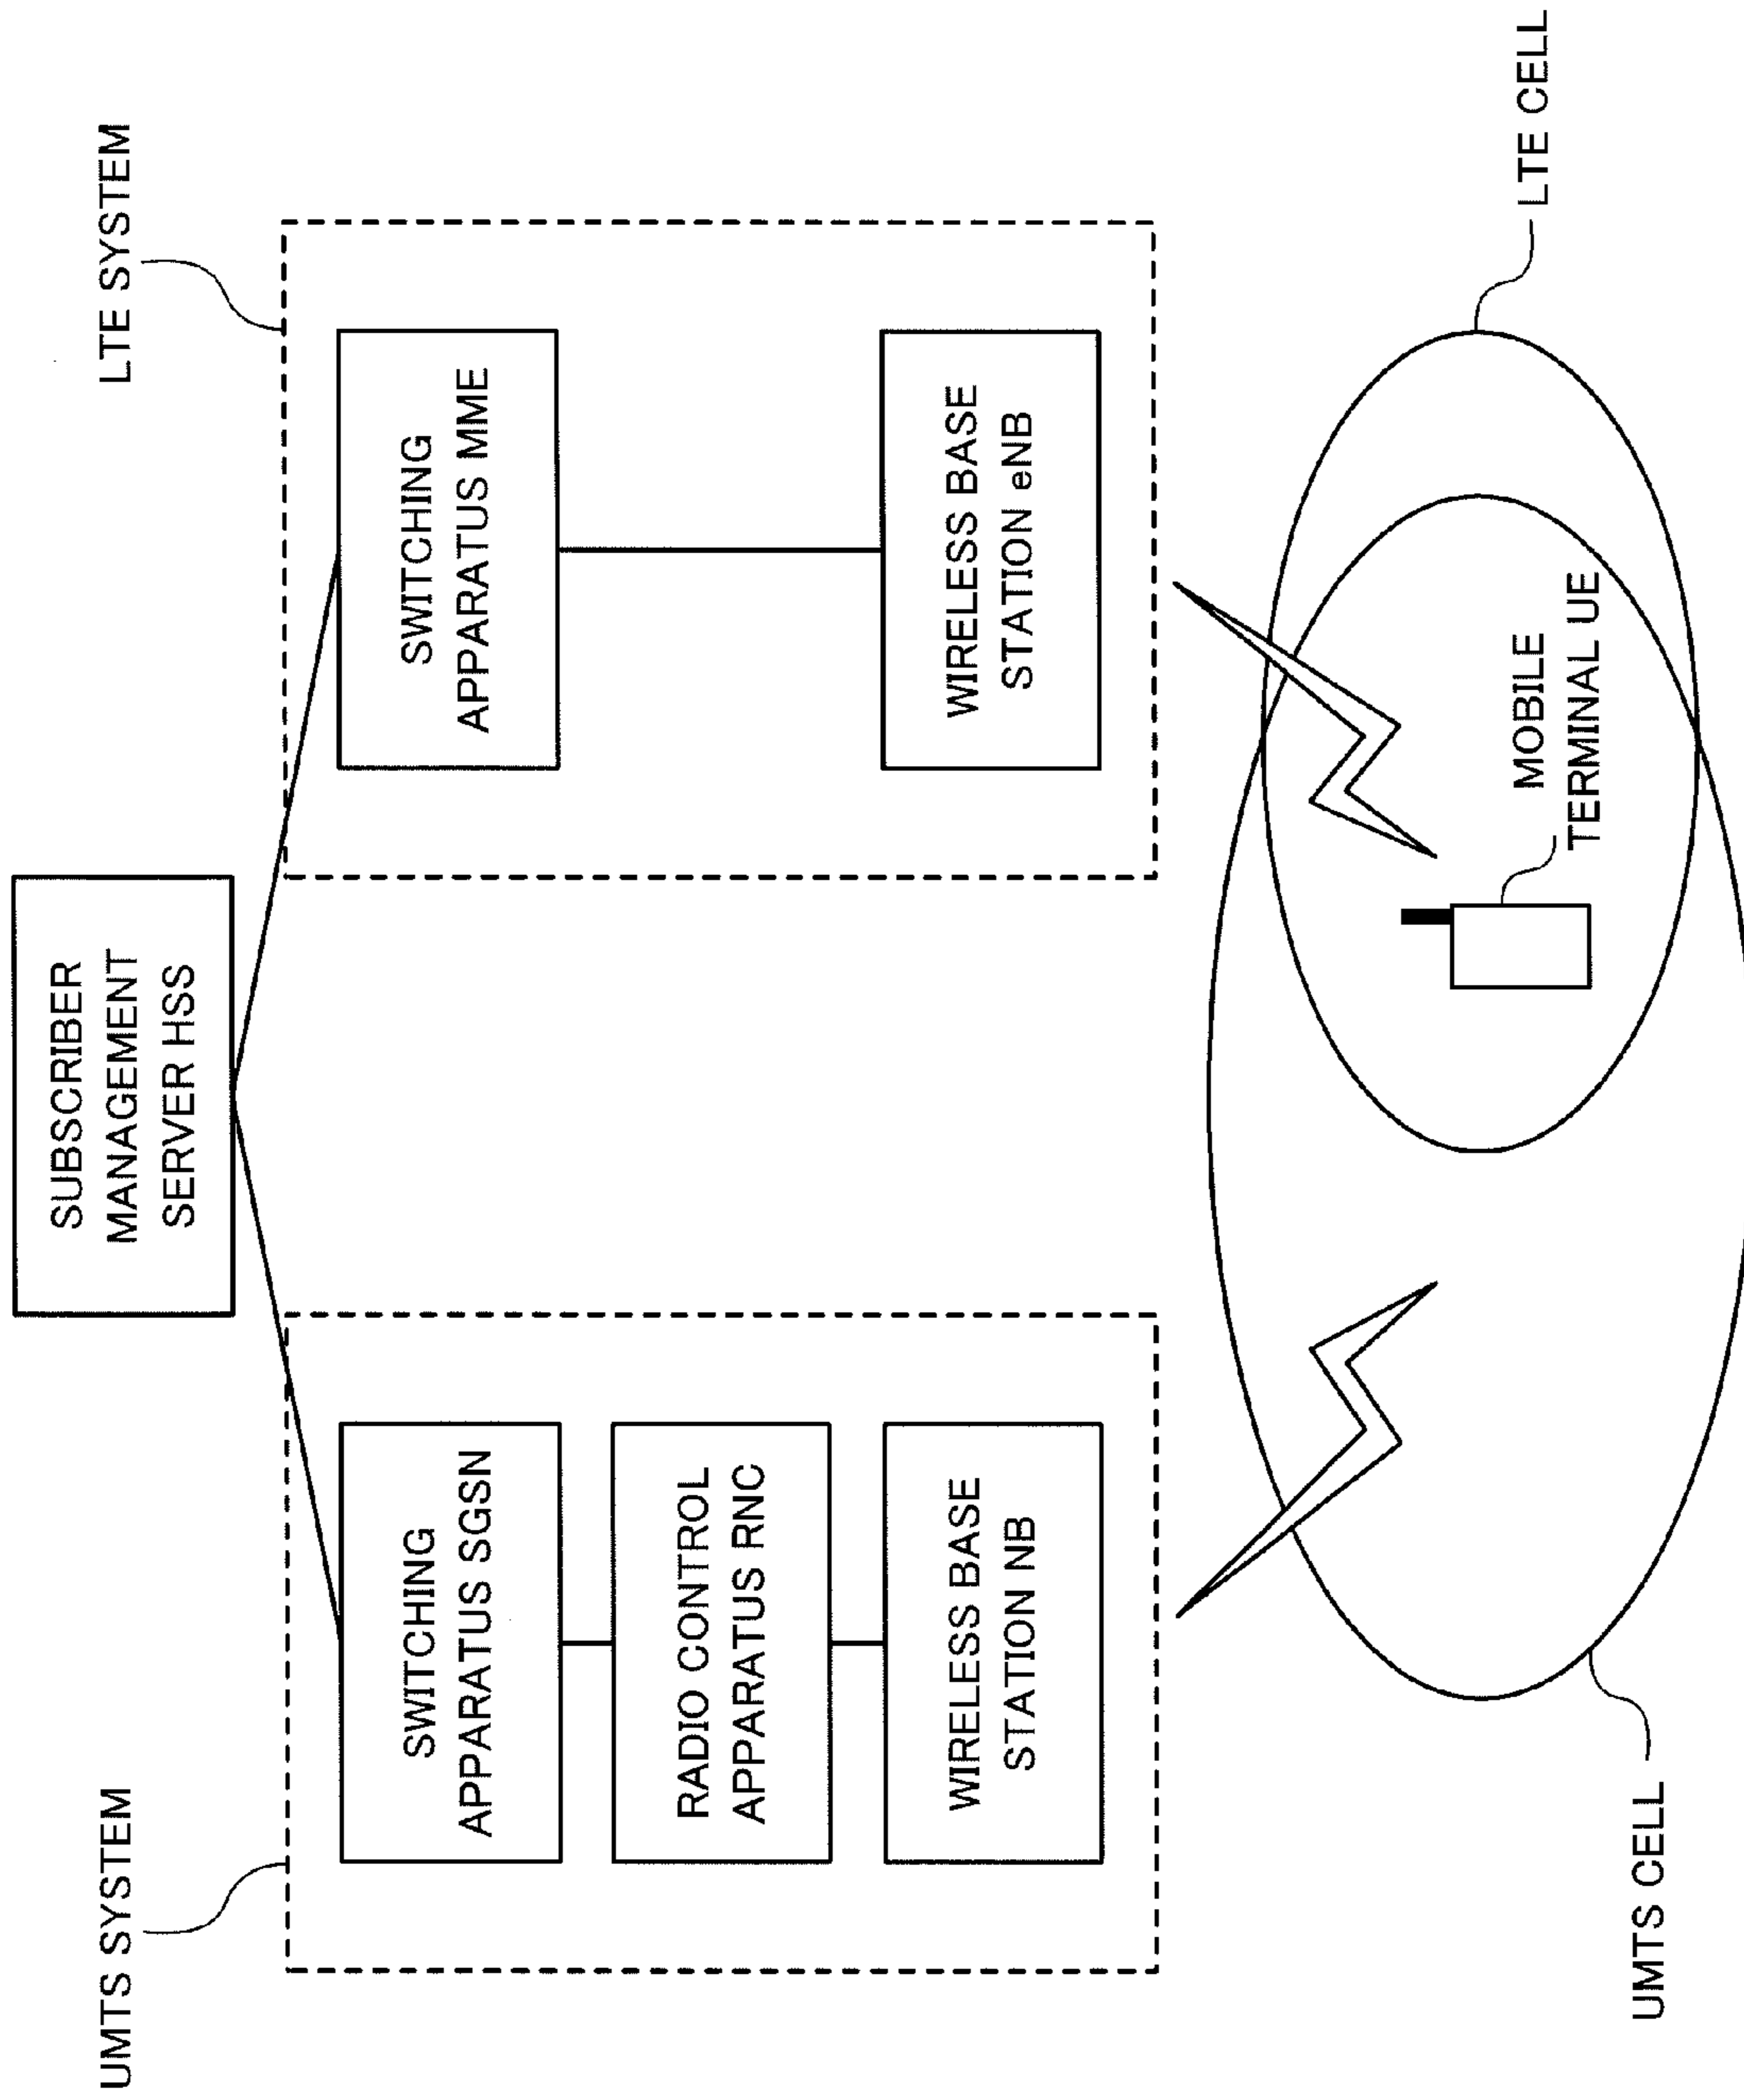 UMTS SYSTEM
LTE SYSTEM
SUBSCRIBER
MANAGEMENT
SERVER HSS
SWITCHING
APPARATUS SGSN
RADIO CONTROL
APPARATUS RNC
WIRELESS BASE
STATION NB
SWITCHING
APPARATUS MME
WIRELESS BASE
STATION eNB
MOBILE
TERMINAL UE
LTE CELL
UMTS CELL